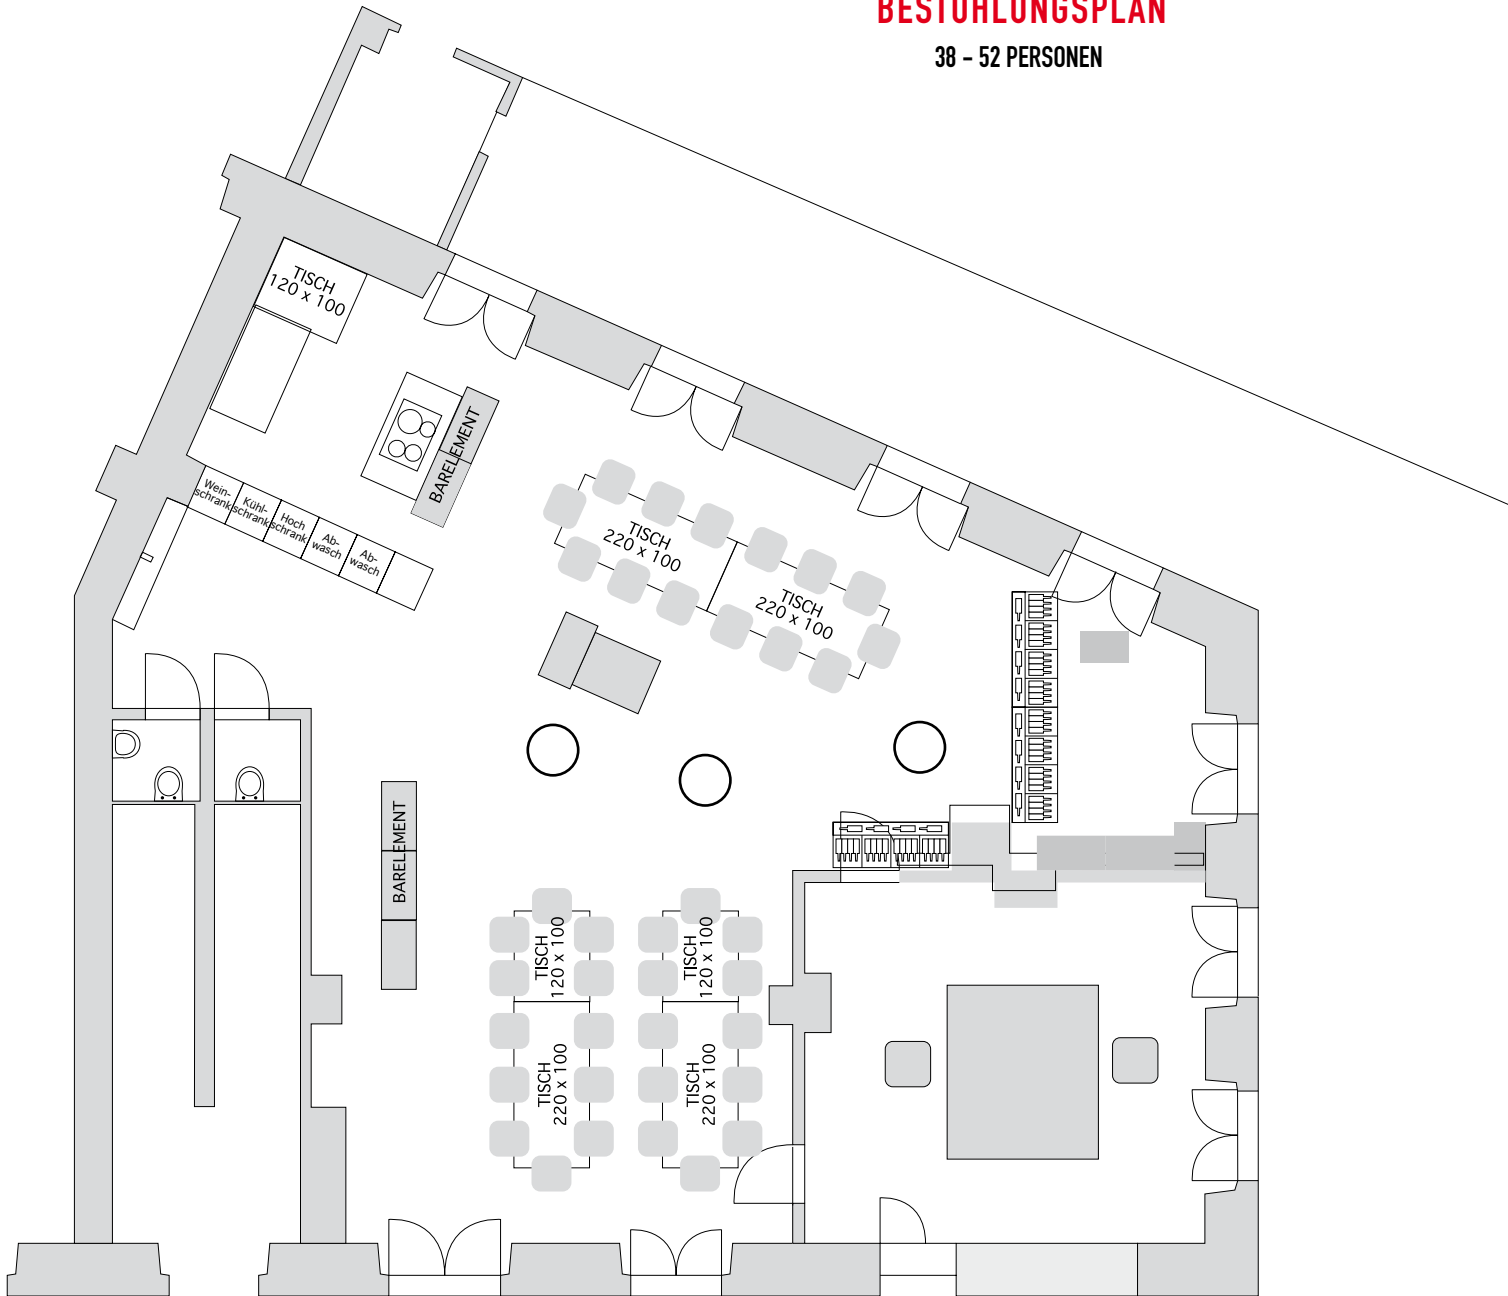 BESTUHLUNGSPLAN
38 - 52 PERSONEN
TISCH
120 x 100
BARELEMENT
Wein-
schrank
Kühl-
schrank
Hoch
schrank
Ab-
wasch
Ab-
wasch
TISCH
220 x 100
TISCH
220 x 100
BARELEMENT
TISCH
120 x 100
TISCH
120 x 100
TISCH
220 x 100
TISCH
220 x 100